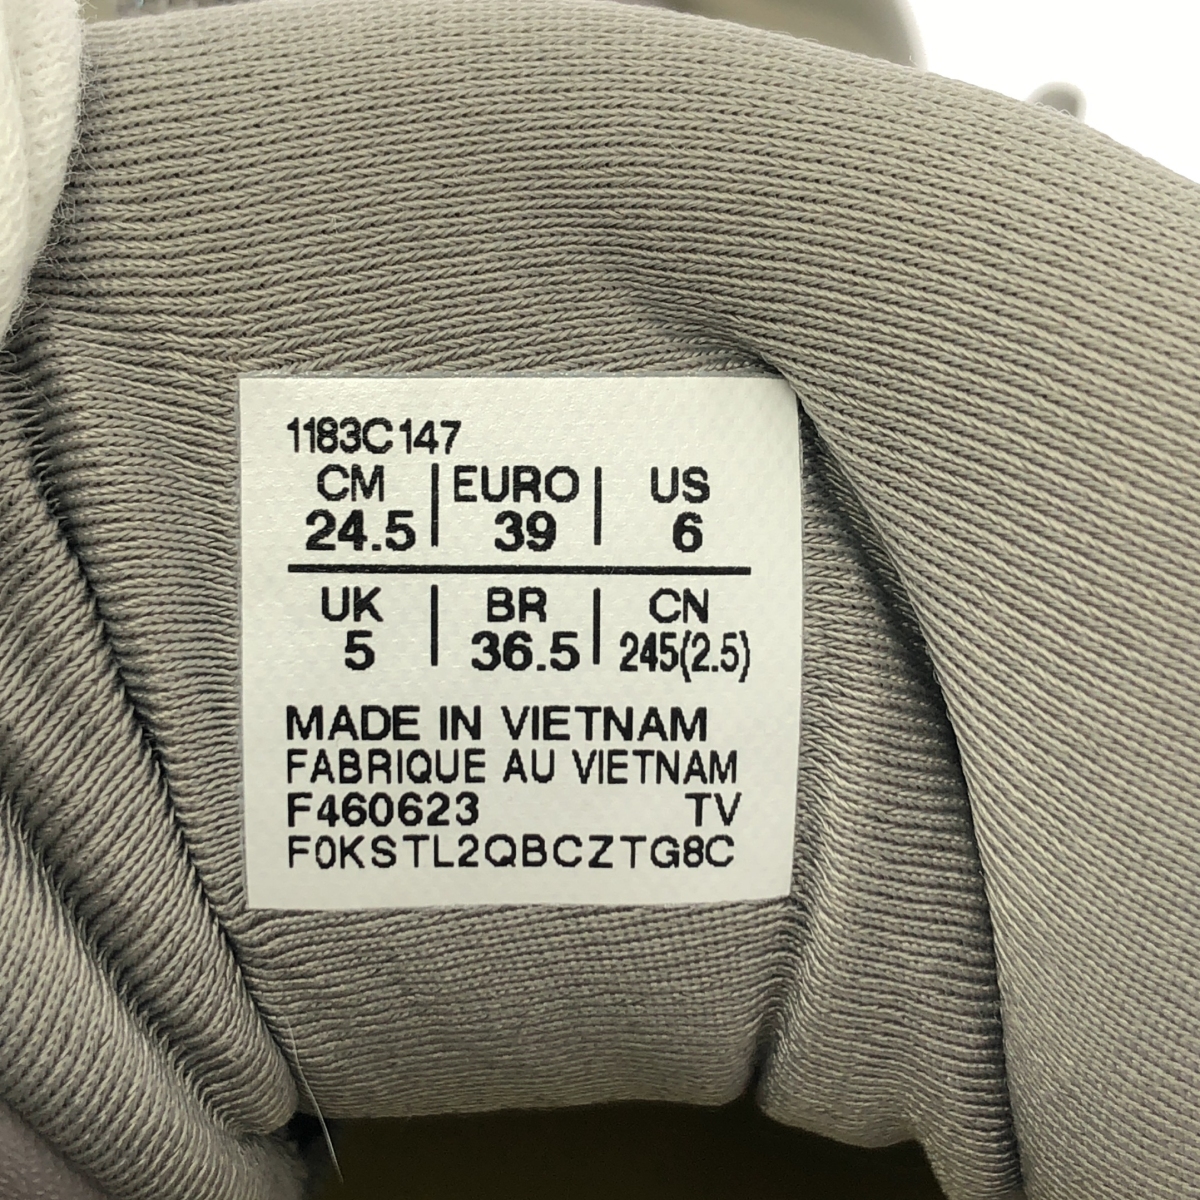 1183C147
CM | EURO | US
24.5 | 39 | 6
UK | BR | CN
5 | 36.5 | 245(2.5)
MADE IN VIETNAM
FABRIQUE AU VIETNAM
F460623 TV
F0KSTL2QBCZTG8C